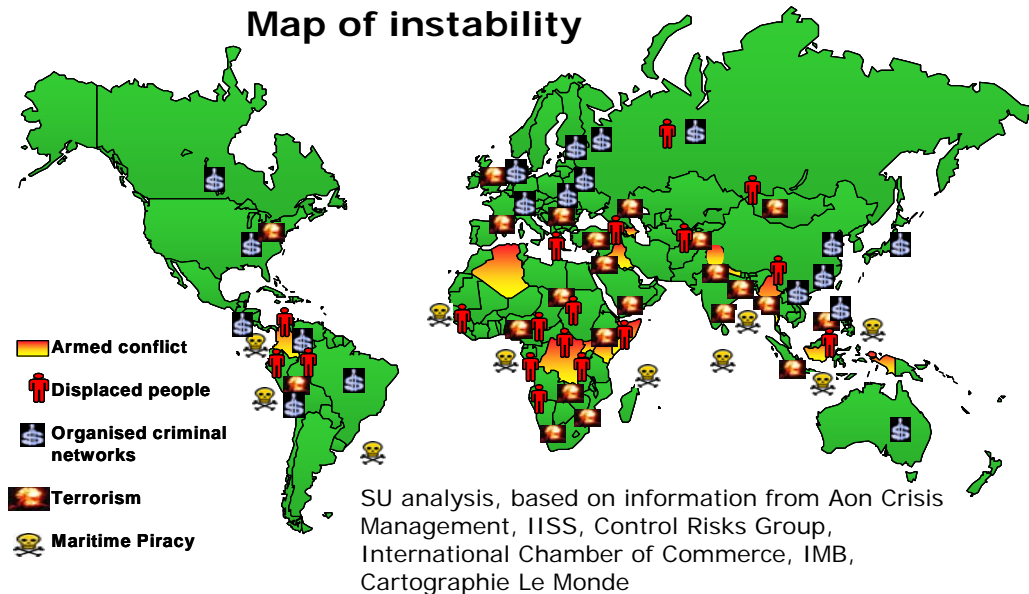 Map of instability
Armed conflict
Displaced people
Organised criminal
networks
Terrorism
Maritime Piracy
SU analysis, based on information from Aon Crisis
Management, IISS, Control Risks Group,
International Chamber of Commerce, IMB,
Cartographie Le Monde